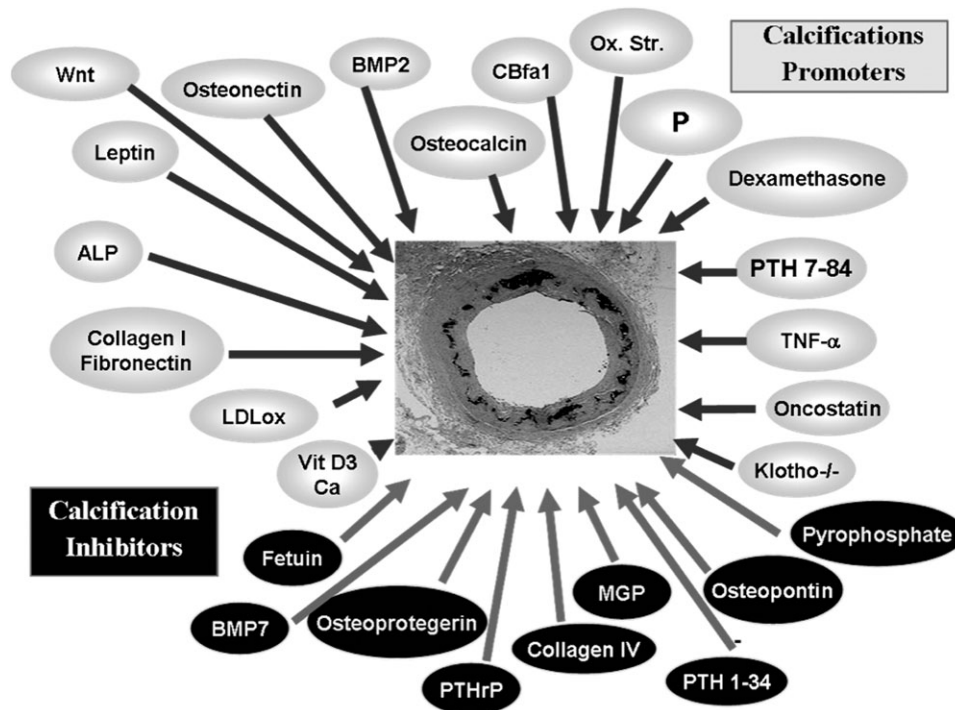 Calcifications
Promoters
Ox. Str.
BMP2
CBfa1
Wnt
Osteonectin
P
Osteocalcin
Leptin
Dexamethasone
ALP
PTH 7-84
Collagen I
Fibronectin
TNF-α
LDLox
Oncostatin
Vit D3
Ca
Klotho-/-
Calcification
Inhibitors
Fetuin
Pyrophosphate
MGP
Osteopontin
BMP7
Osteoprotegerin
Collagen IV
-
PTHrP
PTH 1-34